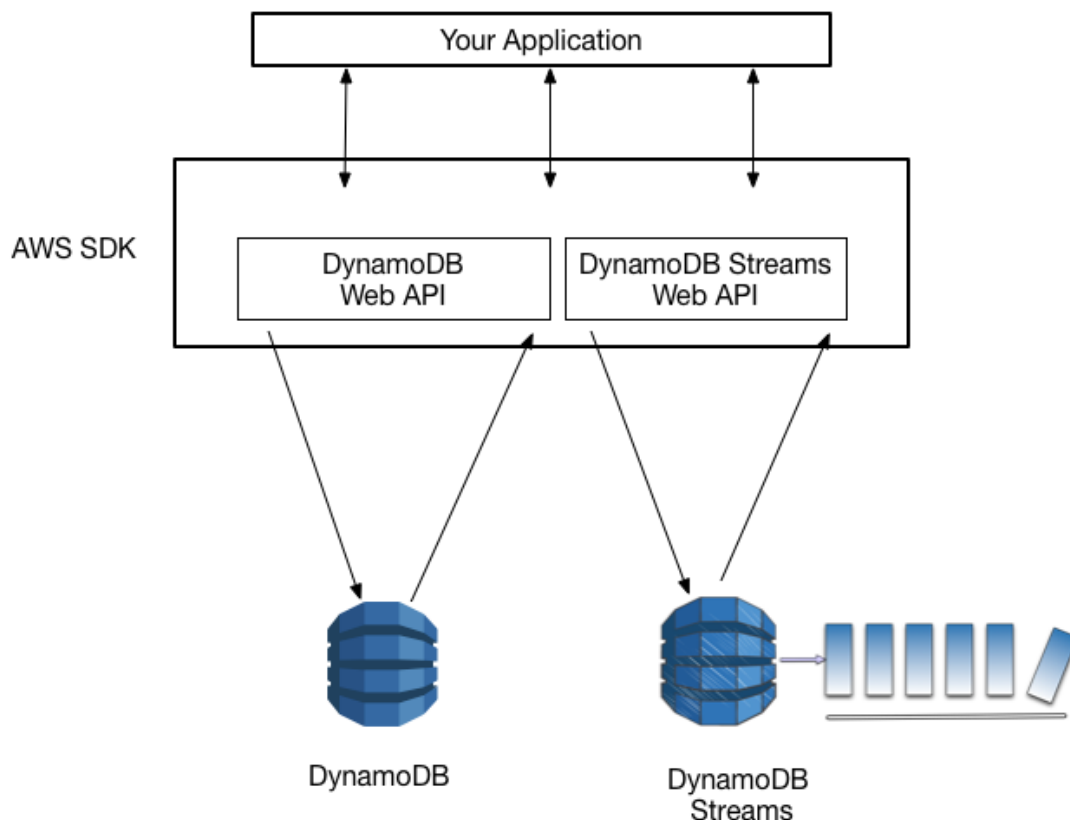 Your Application
AWS SDK
DynamoDB
Web API
DynamoDB Streams
Web API
DynamoDB
DynamoDB
Streams